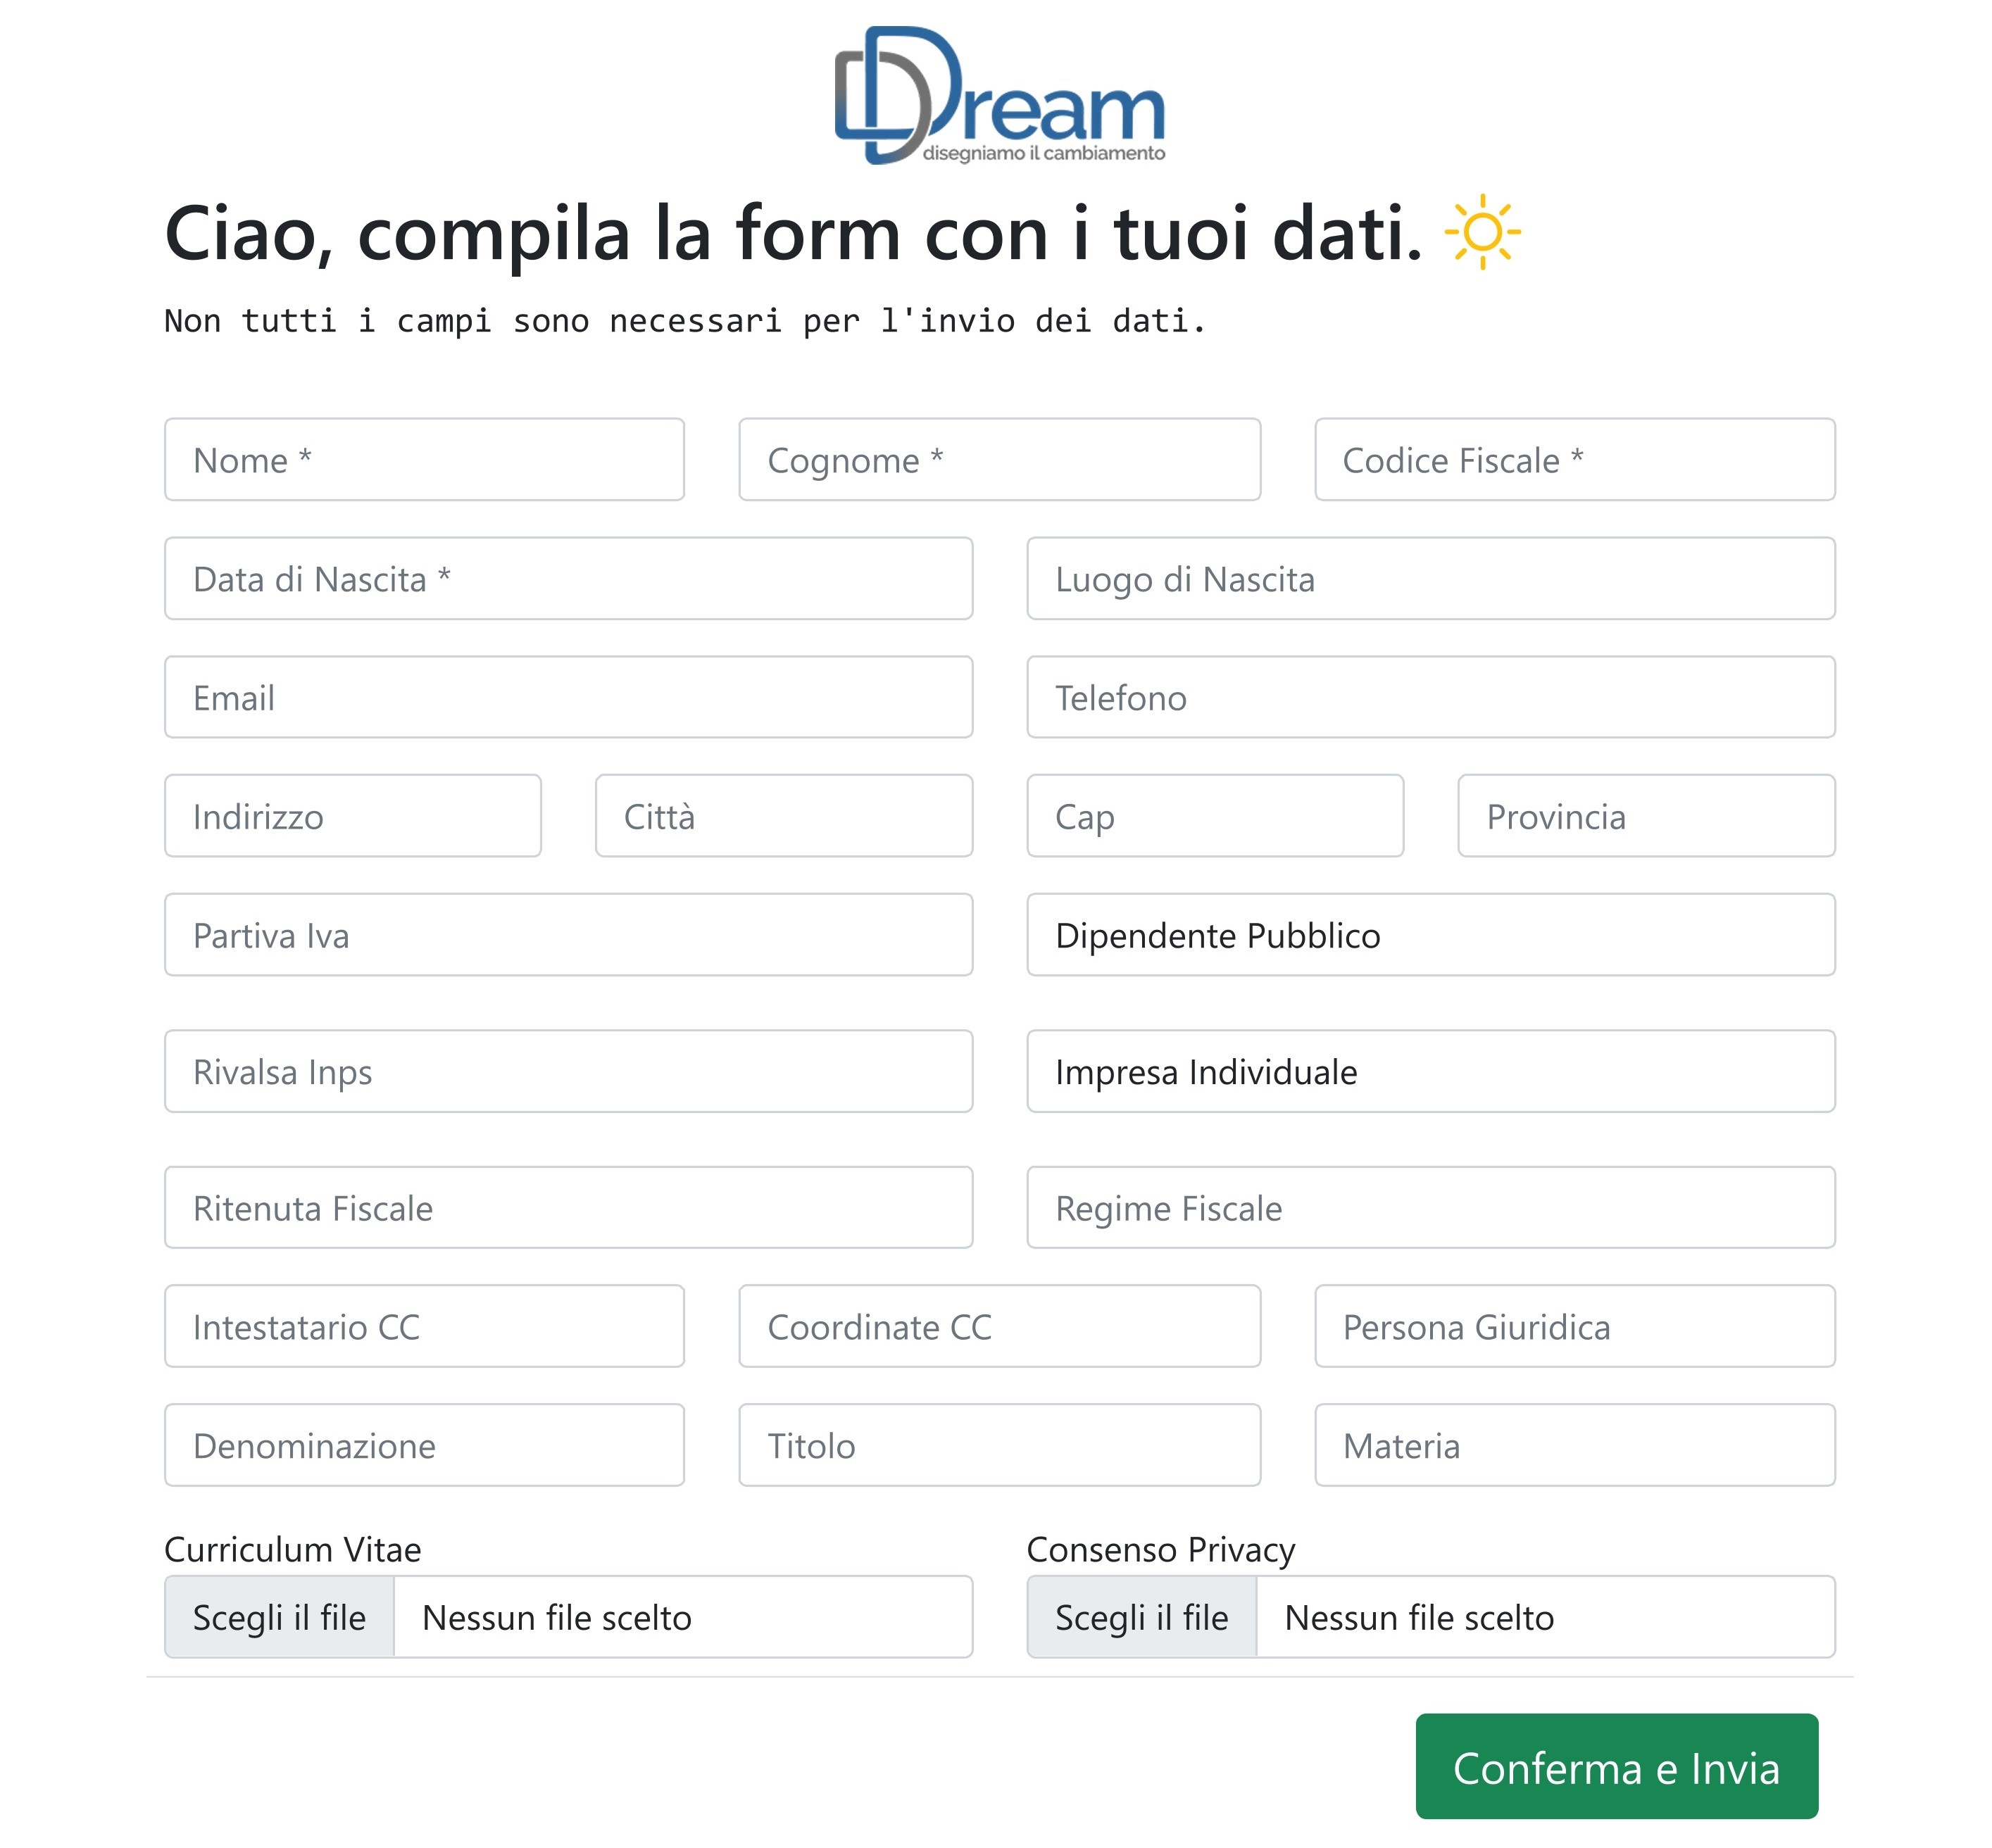 Dream
disegniamo il cambiamento
Ciao, compila la form con i tuoi dati.
Non tutti i campi sono necessari per l'invio dei dati.
Nome * Cognome * Codice Fiscale *
Data di Nascita * Luogo di Nascita
Email Telefono
Indirizzo Città Cap Provincia
Partiva Iva Dipendente Pubblico
Rivalsa Inps Impresa Individuale
Ritenuta Fiscale Regime Fiscale
Intestatario CC Coordinate CC Persona Giuridica
Denominazione Titolo Materia
Curriculum Vitae Consenso Privacy
Scegli il file Nessun file scelto Scegli il file Nessun file scelto
Conferma e Invia